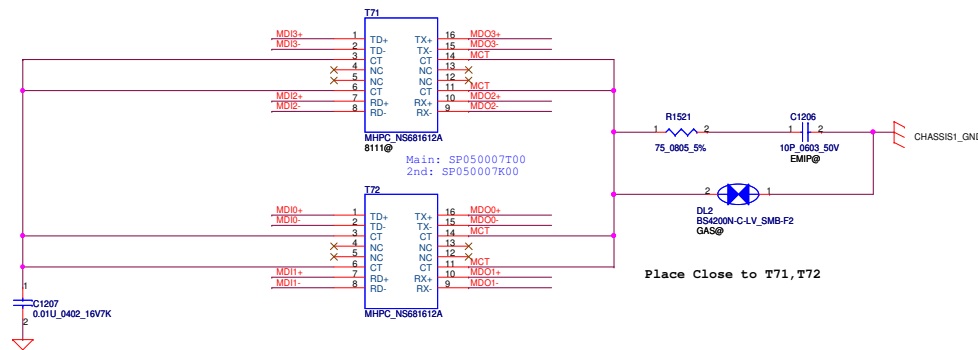 T71
MDI3+ 1 TD+ TX+ 16 MDO3+
MDI3- 2 TD- TX- 15 MDO3-
3 CT CT 14 MCT
4 NC NC 13
5 NC NC 12
6 CT CT 11 MCT
MDI2+ 7 RD+ RX+ 10 MDO2+
MDI2- 8 RD- RX- 9 MDO2-
MHPC_NS681612A
8111@
Main: SP050007T00
2nd: SP050007K00
R1521
1 2
75_0805_5%
C1206
1 2
10P_0603_50V
EMIP@
CHASSIS1_GND
2 1
DL2
BS4200N-C-LV_SMB-F2
GAS@
T72
MDI0+ 1 TD+ TX+ 16 MDO0+
MDI0- 2 TD- TX- 15 MDO0-
3 CT CT 14 MCT
4 NC NC 13
5 NC NC 12
6 CT CT 11 MCT
MDI1+ 7 RD+ RX+ 10 MDO1+
MDI1- 8 RD- RX- 9 MDO1-
MHPC_NS681612A
Place Close to T71,T72
1
C1207
0.01U_0402_16V7K
2